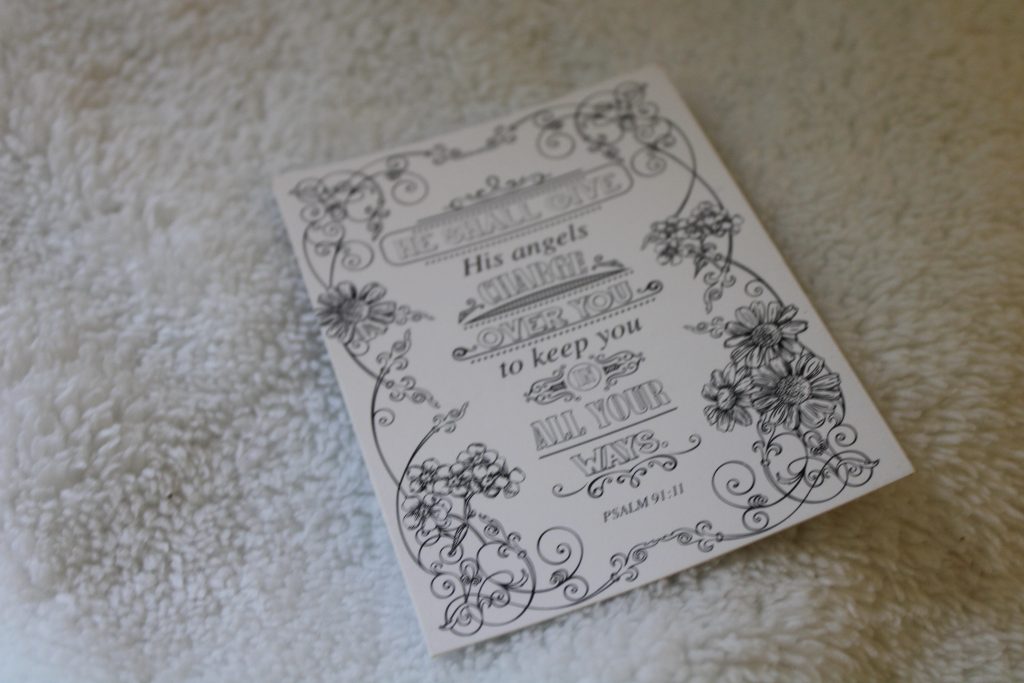 HE SHALL GIVE
His angels
CHARGE
OVER YOU
to keep you
IN
ALL YOUR
WAYS.
PSALM 91:11